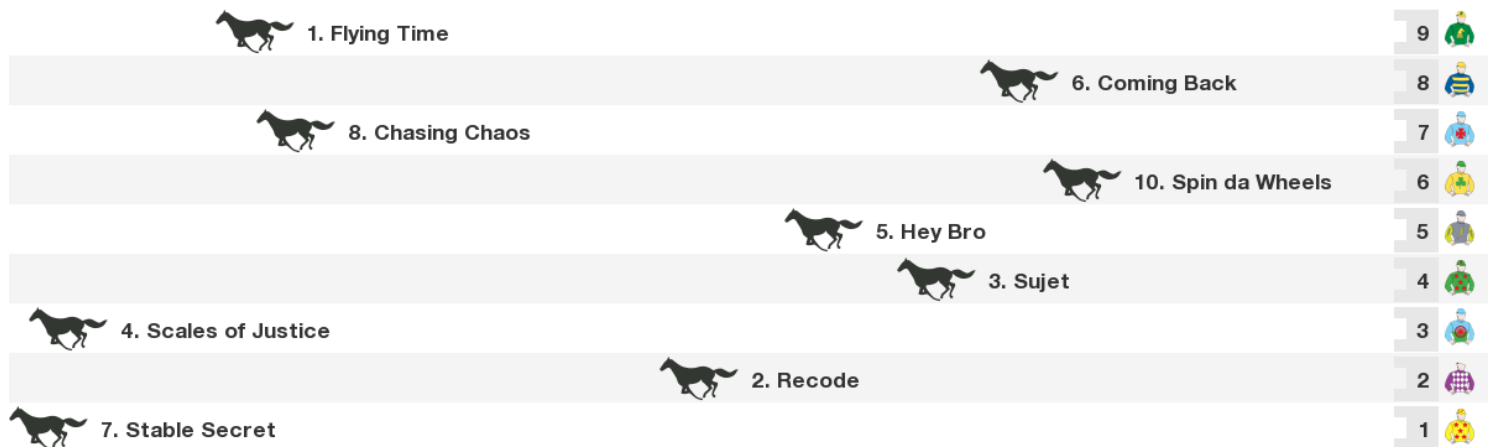 1. Flying Time 9
6. Coming Back 8
8. Chasing Chaos 7
10. Spin da Wheels 6
5. Hey Bro 5
3. Sujet 4
4. Scales of Justice 3
2. Recode 2
7. Stable Secret 1